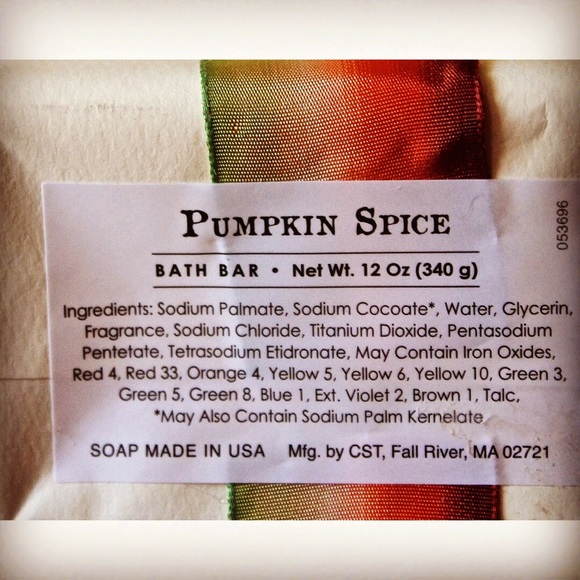 PUMPKIN SPICE
BATH BAR • Net Wt. 12 Oz (340 g)
Ingredients: Sodium Palmate, Sodium Cocoate*, Water, Glycerin,
Fragrance, Sodium Chloride, Titanium Dioxide, Pentasodium
Pentetate, Tetrasodium Etidronate, May Contain Iron Oxides,
Red 4, Red 33, Orange 4, Yellow 5, Yellow 6, Yellow 10, Green 3,
Green 5, Green 8, Blue 1, Ext. Violet 2, Brown 1, Talc,
*May Also Contain Sodium Palm Kernelate
SOAP MADE IN USA Mfg. by CST, Fall River, MA 02721
053696